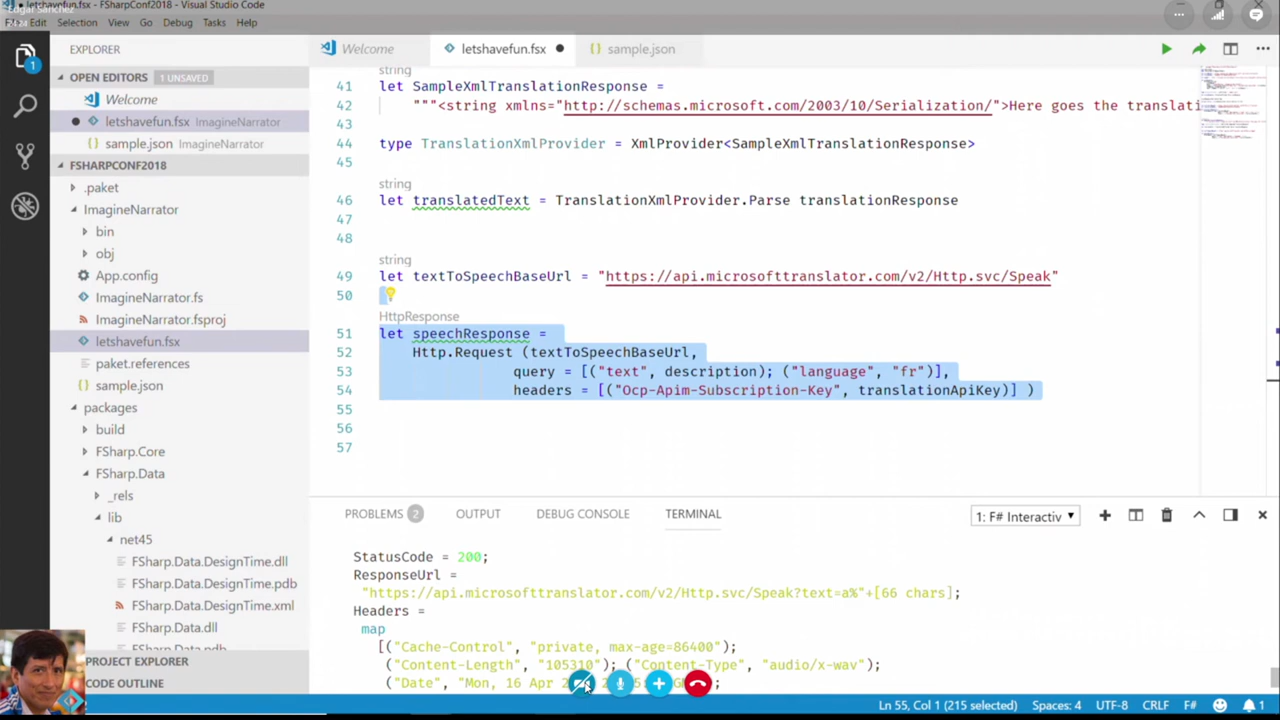 letshavefun.fsx - FSharpConf2018 - Visual Studio Code
Edgar Sánchez
Edit Selection View Go Debug Tasks Help
EXPLORER
OPEN EDITORS 1 UNSAVED
Welcome
letshavefun.fsx ImagineNarrator
sample.json ImagineNarrator
FSHARPCONF2018
.paket
ImagineNarrator
bin
obj
App.config
ImagineNarrator.fs
ImagineNarrator.fsproj
letshavefun.fsx
paket.references
sample.json
packages
build
FSharp.Core
FSharp.Data
_rels
lib
net45
FSharp.Data.DesignTime.dll
FSharp.Data.DesignTime.pdb
FSharp.Data.DesignTime.xml
FSharp.Data.dll
FSharp.Data.pdb
PROJECT EXPLORER
CODE OUTLINE
1
Welcome letshavefun.fsx sample.json
string
41 let SampleXmlTranslationResponse =
42 """<string xmlns="http://schemas.microsoft.com/2003/10/Serialization/">Here goes the translati
43
44 type TranslationXmlProvider = XmlProvider<SampleXmlTranslationResponse>
45
string
46 let translatedText = TranslationXmlProvider.Parse translationResponse
47
48
string
49 let textToSpeechBaseUrl = "https://api.microsofttranslator.com/v2/Http.svc/Speak"
50
HttpResponse
51 let speechResponse =
52 Http.Request (textToSpeechBaseUrl,
53 query = [("text", description); ("language", "fr")],
54 headers = [("Ocp-Apim-Subscription-Key", translationApiKey)] )
55
56
57
PROBLEMS 2 OUTPUT DEBUG CONSOLE TERMINAL 1: F# Interactiv
StatusCode = 200;
ResponseUrl =
"https://api.microsofttranslator.com/v2/Http.svc/Speak?text=a%"+[66 chars];
Headers =
map
[("Cache-Control", "private, max-age=86400");
("Content-Length", "105310"); ("Content-Type", "audio/x-wav");
("Date", "Mon, 16 Apr
Ln 55, Col 1 (215 selected) Spaces: 4 UTF-8 CRLF F# 1